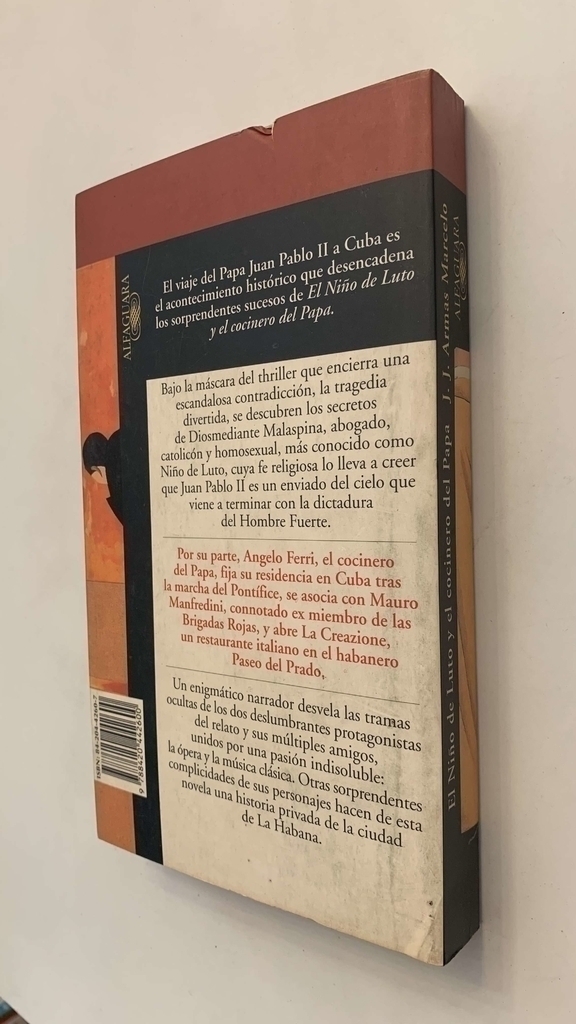 ALFAGUARA
El viaje del Papa Juan Pablo II a Cuba es
el acontecimiento histórico que desencadena
los sorprendentes sucesos de El Niño de Luto
y el cocinero del Papa.
Bajo la máscara del thriller que encierra una
escandalosa contradicción, la tragedia
divertida, se descubren los secretos
de Diosmediante Malaspina, abogado,
catolicón y homosexual, más conocido como
Niño de Luto, cuya fe religiosa lo lleva a creer
que Juan Pablo II es un enviado del cielo que
viene a terminar con la dictadura
del Hombre Fuerte.
Por su parte, Angelo Ferri, el cocinero
del Papa, fija su residencia en Cuba tras
la marcha del Pontífice, se asocia con Mauro
Manfredini, connotado ex miembro de las
Brigadas Rojas, y abre La Creazione,
un restaurante italiano en el habanero
Paseo del Prado,
Un enigmático narrador desvela las tramas
ocultas de los dos deslumbrantes protagonistas
del relato y sus múltiples amigos,
unidos por una pasión indisoluble:
la ópera y la música clásica. Otras sorprendentes
complicidades de sus personajes hacen de esta
novela una historia privada de la ciudad
de La Habana.
ISBN: 84-204-4260-7
9 788420 442600
El Niño de Luto y el cocinero del Papa J. J. Armas Marcelo
ALFAGUARA